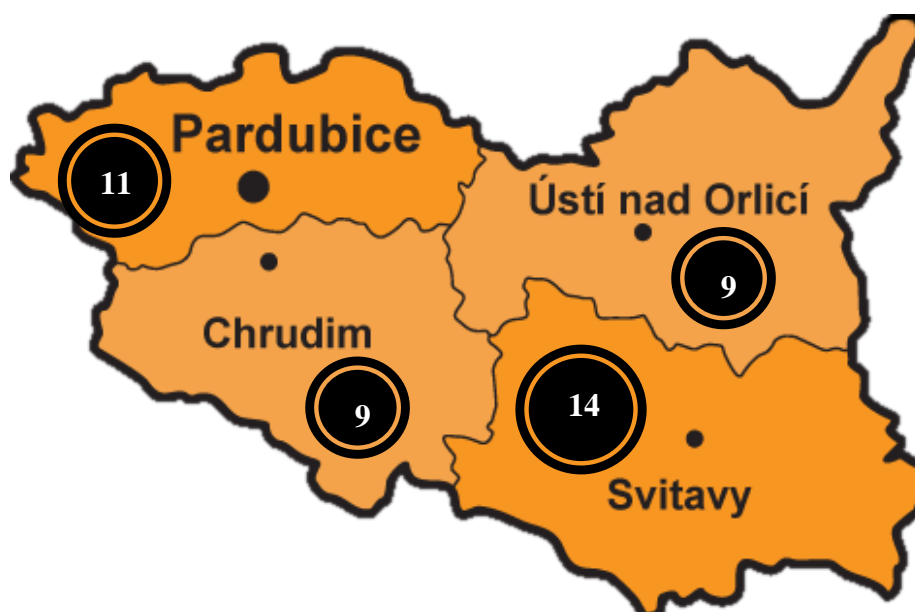 Pardubice
11
Ústí nad Orlicí
9
Chrudim
9
14
Svitavy